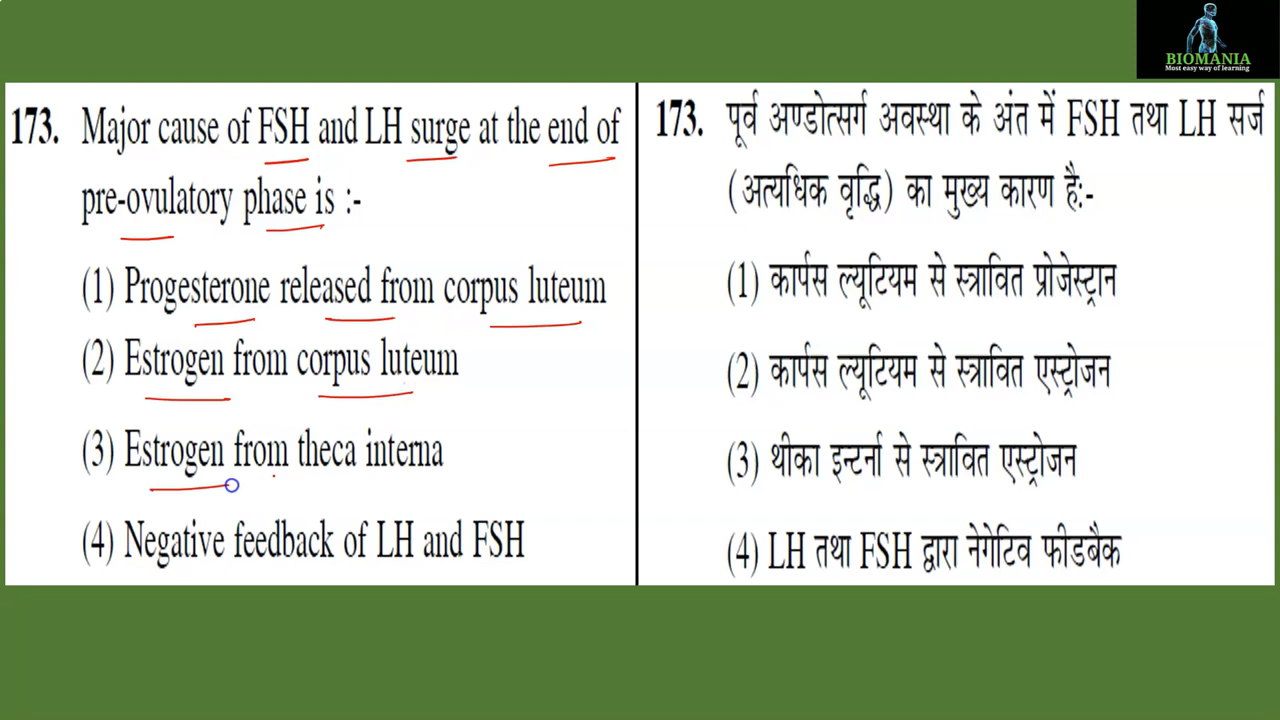 BIOMANIA
Most easy way of learning
173. Major cause of FSH and LH surge at the end of
pre-ovulatory phase is :-
(1) Progesterone released from corpus luteum
(2) Estrogen from corpus luteum
(3) Estrogen from theca interna
(4) Negative feedback of LH and FSH
173. पूर्व अण्डोत्सर्ग अवस्था के अंत में FSH तथा LH सर्ज
(अत्यधिक वृद्धि) का मुख्य कारण है:-
(1) कार्पस ल्यूटियम से स्त्रावित प्रोजेस्ट्रान
(2) कार्पस ल्यूटियम से स्त्रावित एस्ट्रोजन
(3) थीका इन्टर्ना से स्त्रावित एस्ट्रोजन
(4) LH तथा FSH द्वारा नेगेटिव फीडबैक